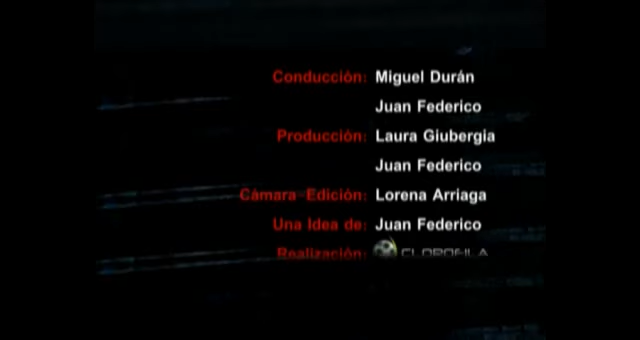 Conducción: Miguel Durán
Juan Federico
Producción: Laura Giubergia
Juan Federico
Cámara Edición: Lorena Arriaga
Una Idea de: Juan Federico
Realización: CLOROFILA